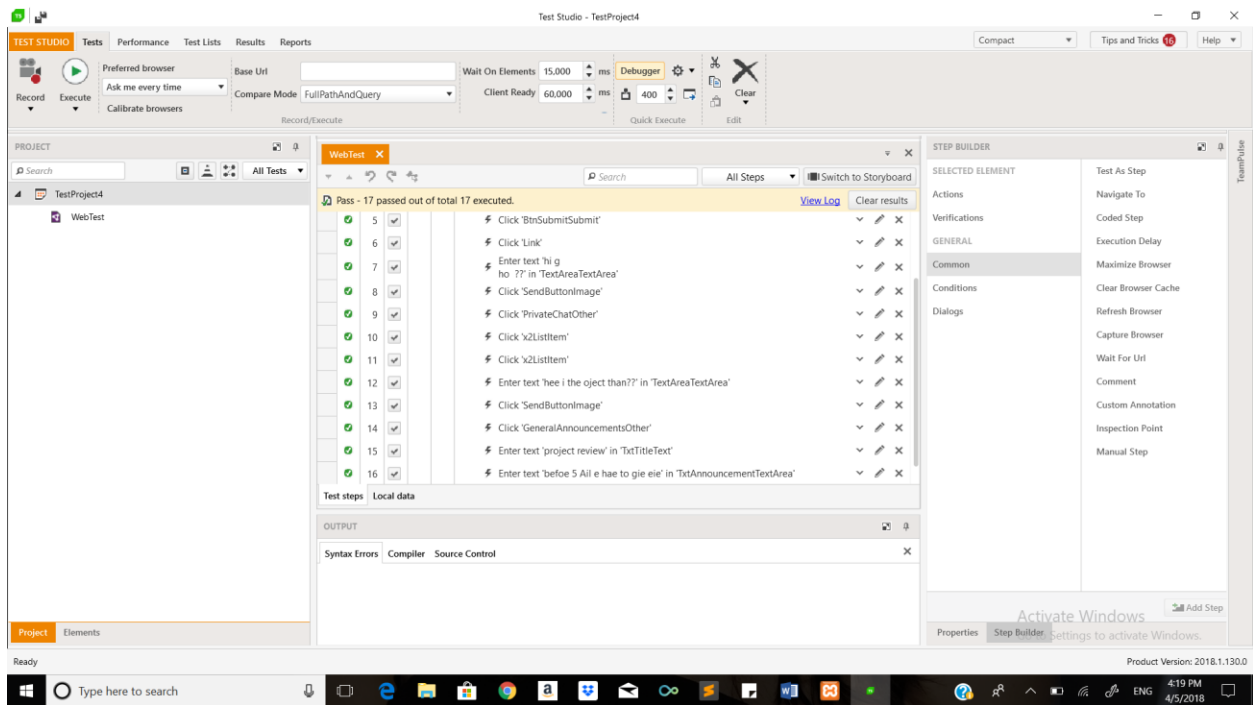 Test Studio - TestProject4
TEST STUDIO Tests Performance Test Lists Results Reports
Compact
Tips and Tricks 16
Help
Record
Execute
Preferred browser
Ask me every time
Calibrate browsers
Base Url
Compare Mode FullPathAndQuery
Record/Execute
Wait On Elements 15,000 ms
Client Ready 60,000 ms
Debugger
400
Quick Execute
Clear
Edit
PROJECT
Search
All Tests
TestProject4
WebTest
Project Elements
WebTest
Search
All Steps
Switch to Storyboard
Pass - 17 passed out of total 17 executed.
View Log Clear results
5 Click 'BtnSubmitSubmit'
6 Click 'Link'
7 Enter text 'hi g
ho ??' in 'TextAreaTextArea'
8 Click 'SendButtonImage'
9 Click 'PrivateChatOther'
10 Click 'x2ListItem'
11 Click 'x2ListItem'
12 Enter text 'hee i the oject than??' in 'TextAreaTextArea'
13 Click 'SendButtonImage'
14 Click 'GeneralAnnouncementsOther'
15 Enter text 'project review' in 'TxtTitleText'
16 Enter text 'befoe 5 Ail e hae to gie eie' in 'TxtAnnouncementTextArea'
Test steps Local data
OUTPUT
Syntax Errors Compiler Source Control
STEP BUILDER
SELECTED ELEMENT
Actions
Verifications
GENERAL
Common
Conditions
Dialogs
Test As Step
Navigate To
Coded Step
Execution Delay
Maximize Browser
Clear Browser Cache
Refresh Browser
Capture Browser
Wait For Url
Comment
Custom Annotation
Inspection Point
Manual Step
Add Step
Properties Step Builder
Activate Windows
Settings to activate Windows.
TeamPulse
Ready
Product Version: 2018.1.130.0
Type here to search
ENG
4:19 PM
4/5/2018